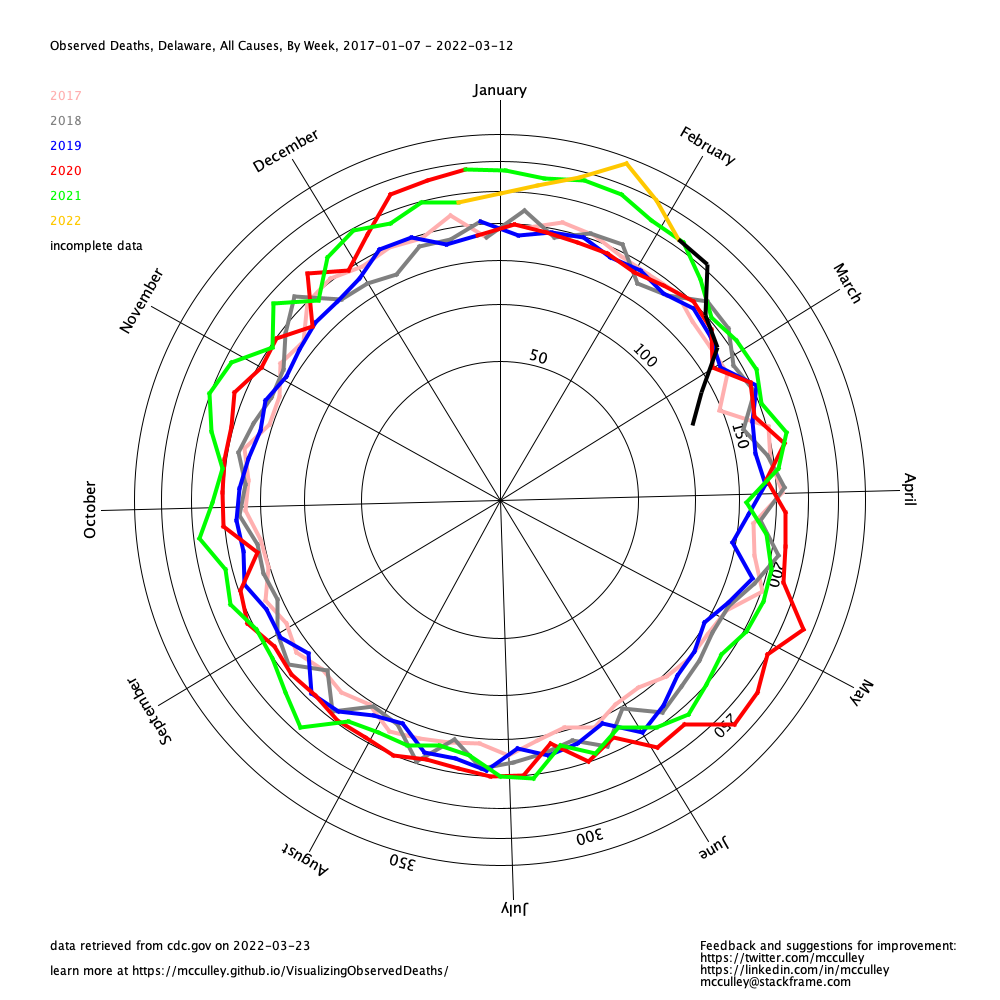 Observed Deaths, Delaware, All Causes, By Week, 2017-01-07 - 2022-03-12
January
2017
2018
2019
2020
2021
2022
incomplete data
December
February
November
March
50
100
150
October
April
200
September
May
250
August
June
300
350
July
data retrieved from cdc.gov on 2022-03-23
learn more at https://mcculley.github.io/VisualizingObservedDeaths/
Feedback and suggestions for improvement:
https://twitter.com/mcculley
https://linkedin.com/in/mcculley
mcculley@stackframe.com